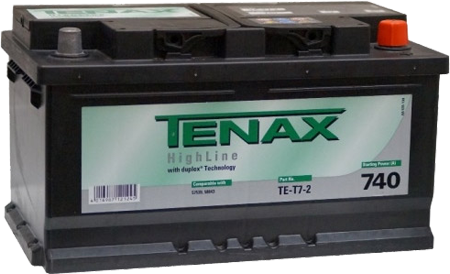 TENAX
HighLine
with duplex® Technology
Comparable with
Part No.
TE-T7-2
Starting Power (A)
740